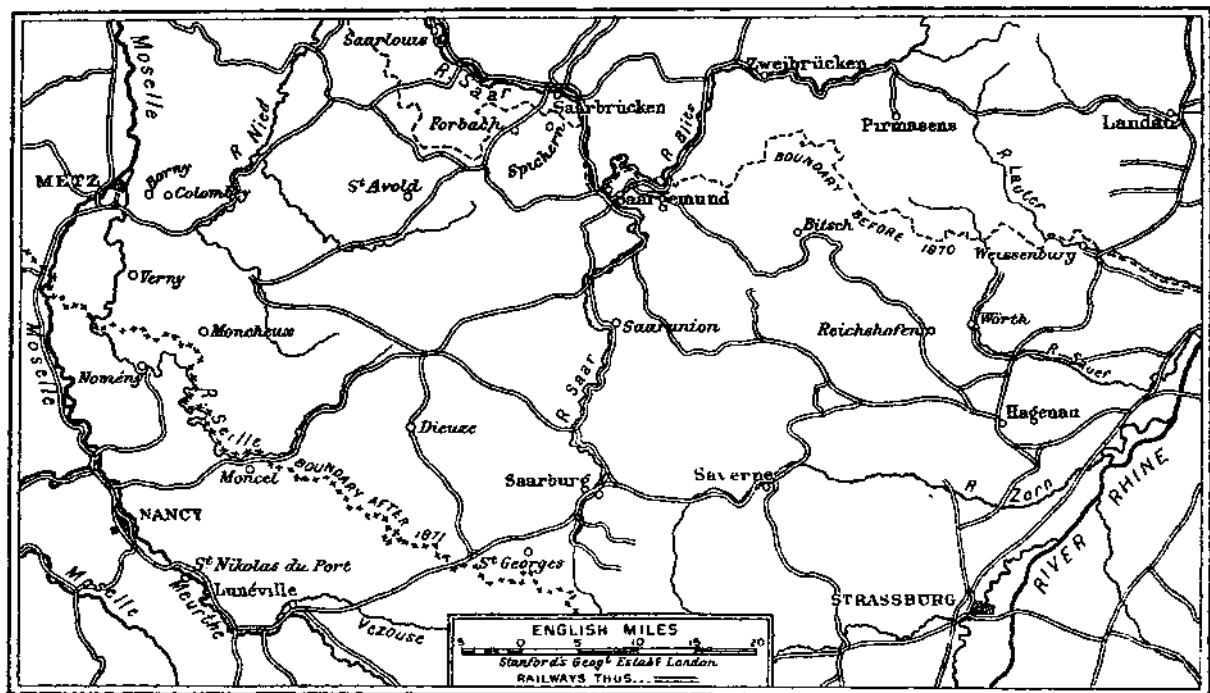 Saarlouis
Moselle
R Saar
Zweibrücken
Saarbrücken
Forbach
Pirmasens
Landau
R Nied
Spichern
R Blies
BOUNDARY BEFORE 1870
R Lauter
METZ
Borny
Colombey
St Avold
Saargemund
Bitsch
Weissenburg
Verny
Moselle
Moncheux
Saarunion
Reichshofen
Wörth
R. Sauer
Nomény
R. Seille
R Saar
Dieuze
Hagenau
Moncel
BOUNDARY AFTER 1871
Saarburg
Saverne
R Zorn
RIVER RHINE
NANCY
St Georges
St Nikolas du Port
Moselle
Meurthe
Lunéville
Vezouse
STRASSBURG
ENGLISH MILES
5 0 5 10 15 20
Stanford's Geogl Estabt London
RAILWAYS THUS...